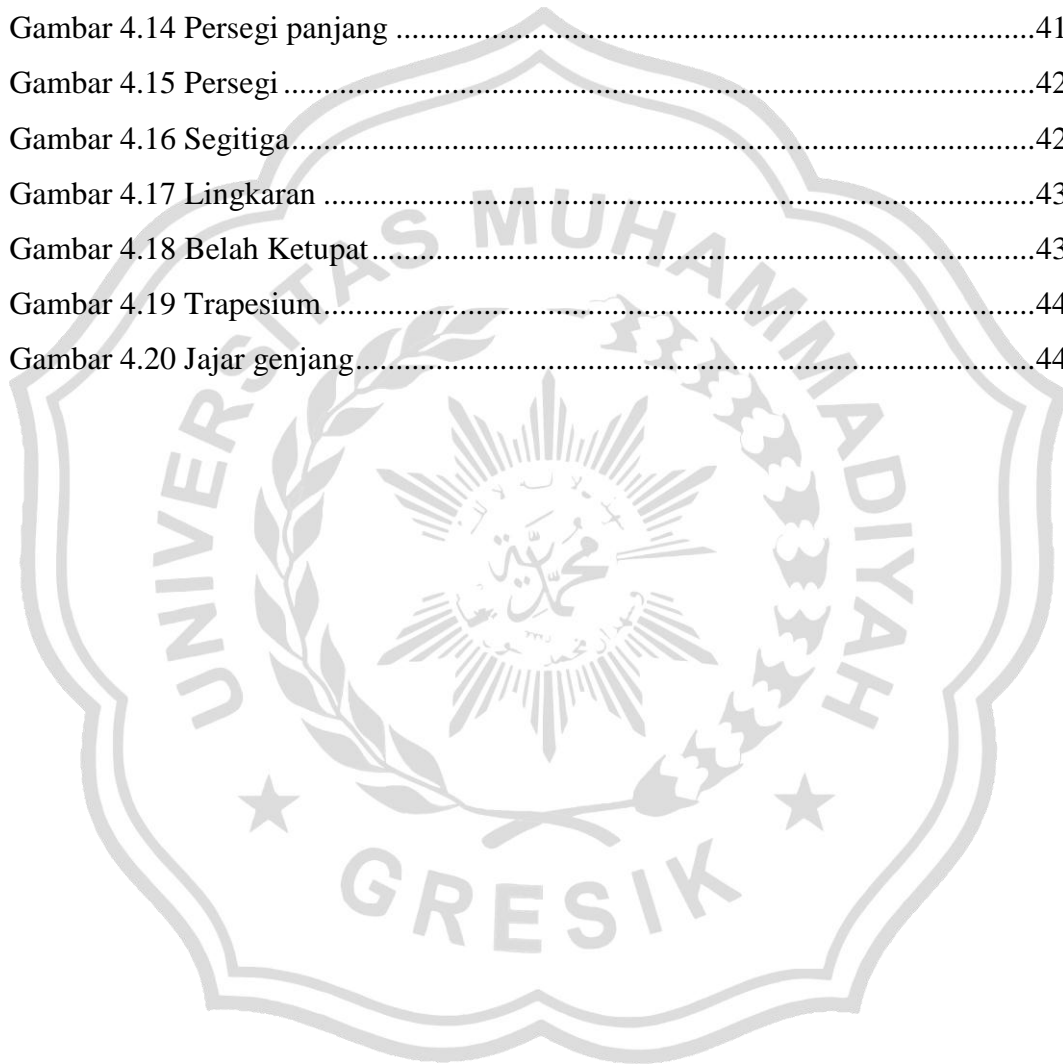 Gambar 4.14 Persegi panjang ........................................................................41
Gambar 4.15 Persegi ........................................................................42
Gambar 4.16 Segitiga ........................................................................42
Gambar 4.17 Lingkaran ........................................................................43
Gambar 4.18 Belah Ketupat ........................................................................43
Gambar 4.19 Trapesium ........................................................................44
Gambar 4.20 Jajar genjang ........................................................................44
UNIVERSITAS MUHAMMADIYAH
GRESIK